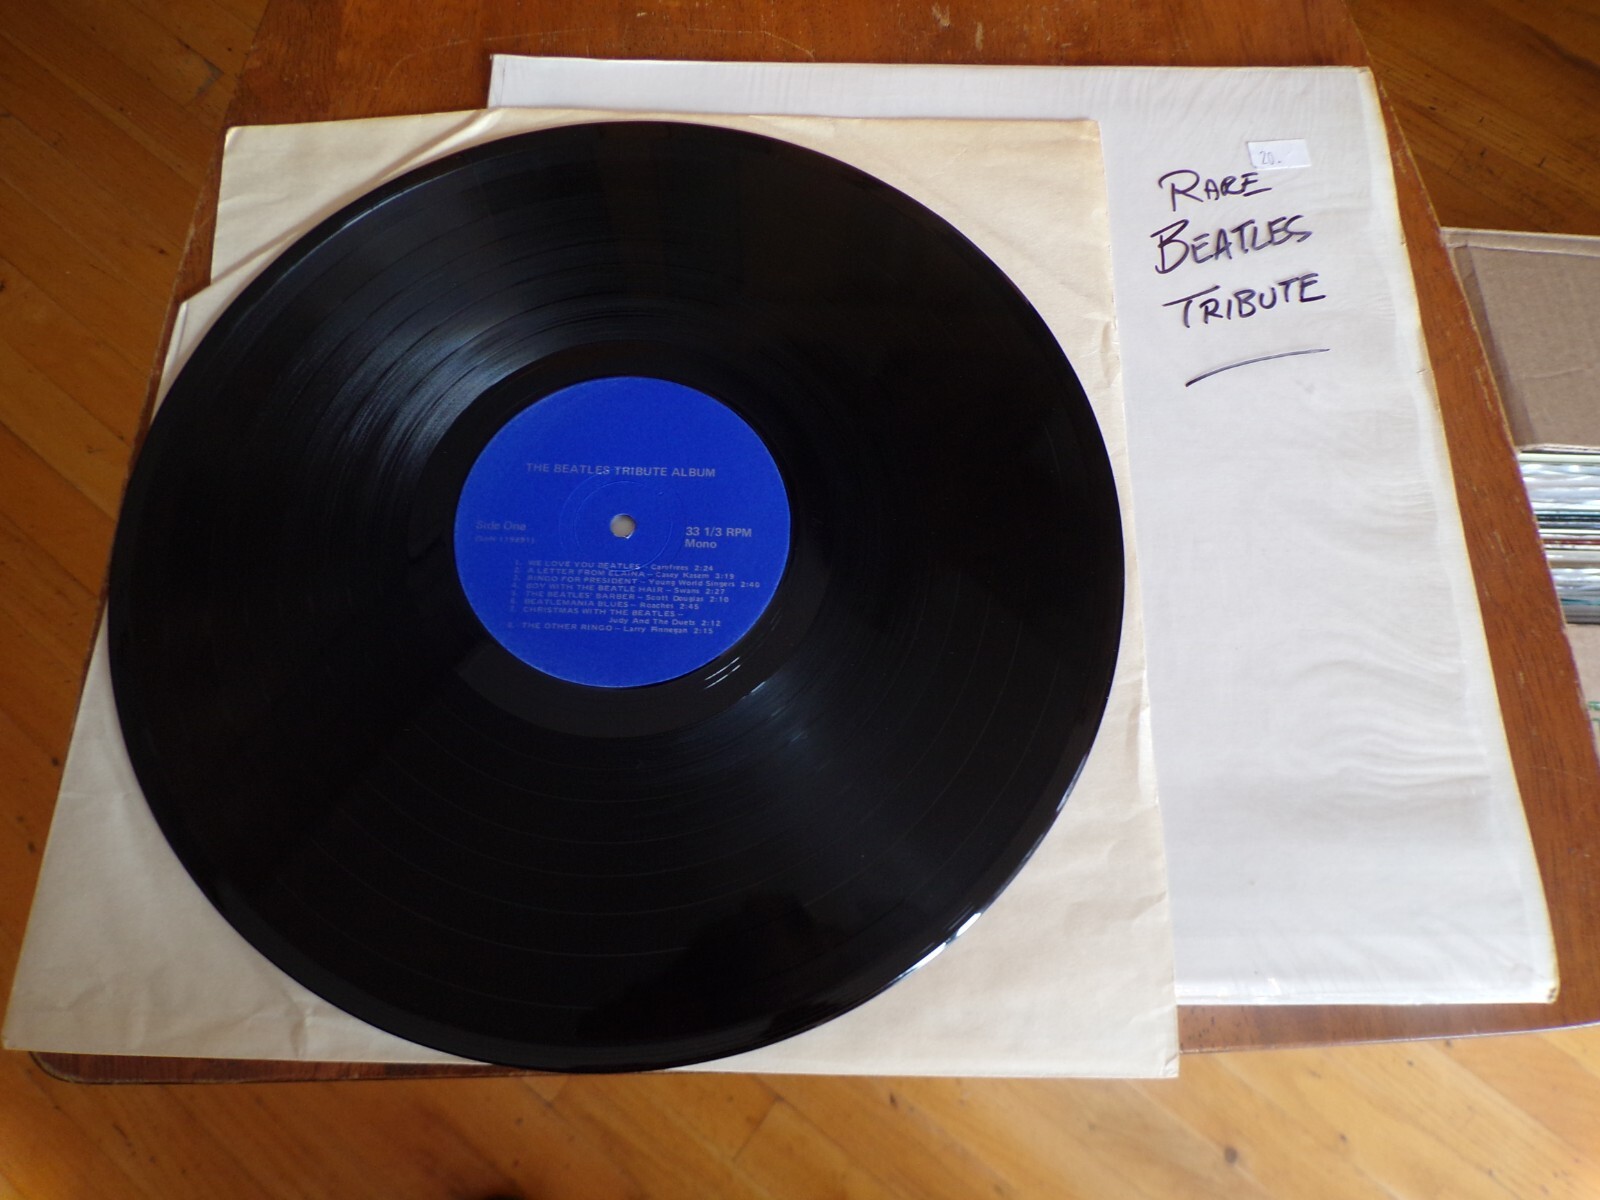 20.
RARE
BEATLES
TRIBUTE
THE BEATLES TRIBUTE ALBUM
Side One
33 1/3 RPM
Mono
1. WE LOVE YOU BEATLES – Carefrees 2:24
2. A LETTER FROM ELAINA – Casey Kasem 3:19
3. RINGO FOR PRESIDENT – Young World Singers 2:40
4. BOY WITH THE BEATLE HAIR – Swans 2:27
5. THE BEATLES' BARBER – Scott Douglas 2:10
6. BEATLEMANIA BLUES – Roaches 2:45
7. CHRISTMAS WITH THE BEATLES –
Judy And The Duets 2:12
8. THE OTHER RINGO – Larry Finnegan 2:15